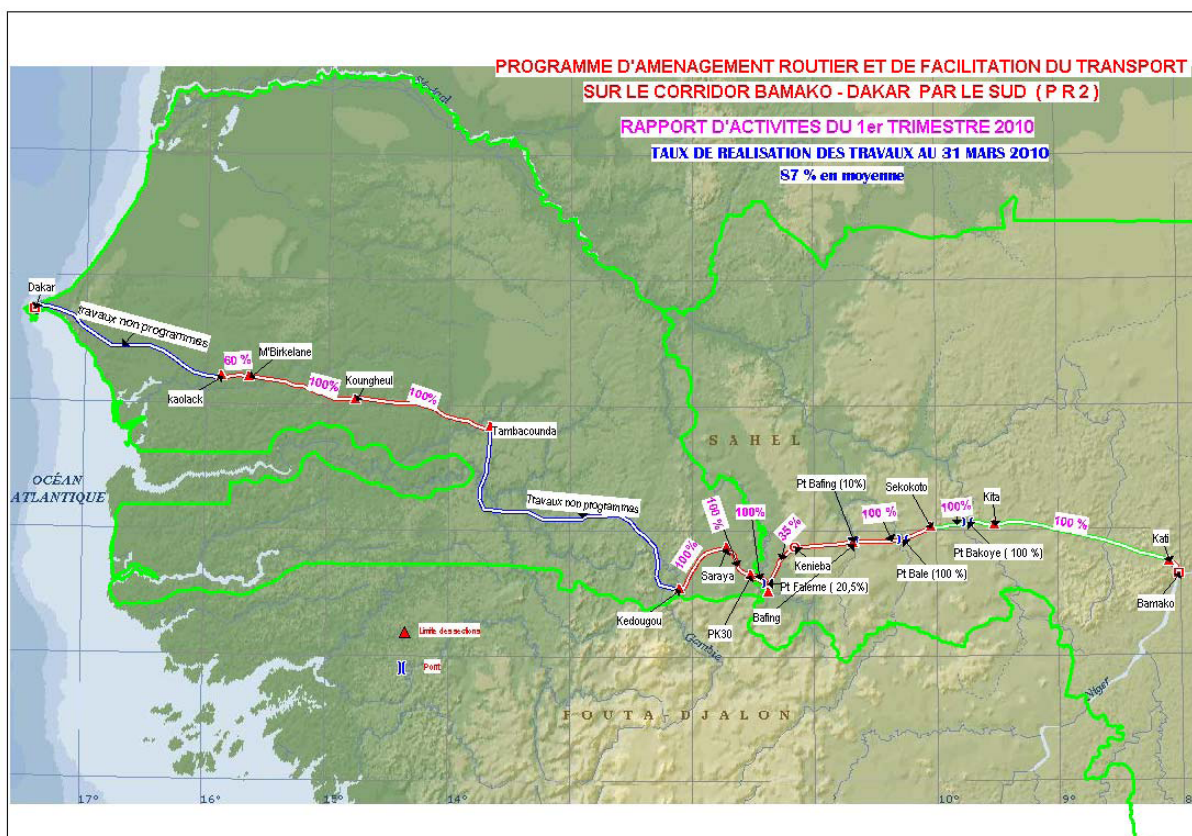 PROGRAMME D'AMENAGEMENT ROUTIER ET DE FACILITATION DU TRANSPORT
SUR LE CORRIDOR BAMAKO - DAKAR PAR LE SUD ( P R 2 )
RAPPORT D'ACTIVITES DU 1er TRIMESTRE 2010
TAUX DE REALISATION DES TRAVAUX AU 31 MARS 2010
87 % en moyenne
Sénégal
Dakar
Travaux non programmes
60 %
M'Birkelane
kaolack
100%
Koungheul
100%
Tambacounda
SAHEL
OCÉAN
ATLANTIQUE
Travaux non programmes
Pt Bafing (10%)
Sekokoto
Kita
100 %
100%
35 %
100 %
100%
100 %
Kati
Pt Bakoye ( 100 %)
Kenieba
Pt Bale (100 %)
Saraya
100%
Pt Faleme ( 20,5%)
Bamako
Kedougou
Bafing
PK30
Limite des sections
Gambie
Pont
Niger
FOUTA-DJALON
17°
16°
14°
10°
9°
8